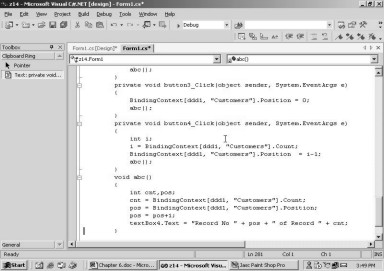 z14 - Microsoft Visual C#.NET [design] - Form1.cs*
File Edit View Project Build Debug Tools Window Help
Debug
Toolbox
Clipboard Ring
Pointer
Text: private void...
General
Form1.cs [Design]* Form1.cs*
z14.Form1 abc()
abc();
}
private void button3_Click(object sender, System.EventArgs e)
{
BindingContext[ddd1, "Customers"].Position = 0;
abc();
}
private void button4_Click(object sender, System.EventArgs e)
{
int i;
i = BindingContext[ddd1, "Customers"].Count;
BindingContext[ddd1, "Customers"].Position = i-1;
abc();
}
void abc()
{
int cnt,pos;
cnt = BindingContext[ddd1, "Customers"].Count;
pos = BindingContext[ddd1, "Customers"].Position;
pos = pos+1;
textBox4.Text = "Record No " + pos + " of Record " + cnt;
}
Ready Ln 201 Col 1 Ch 1 INS
Start Chapter 6.doc - Micro... z14 - Microsoft Visu... Jasc Paint Shop Pro 3:49 PM